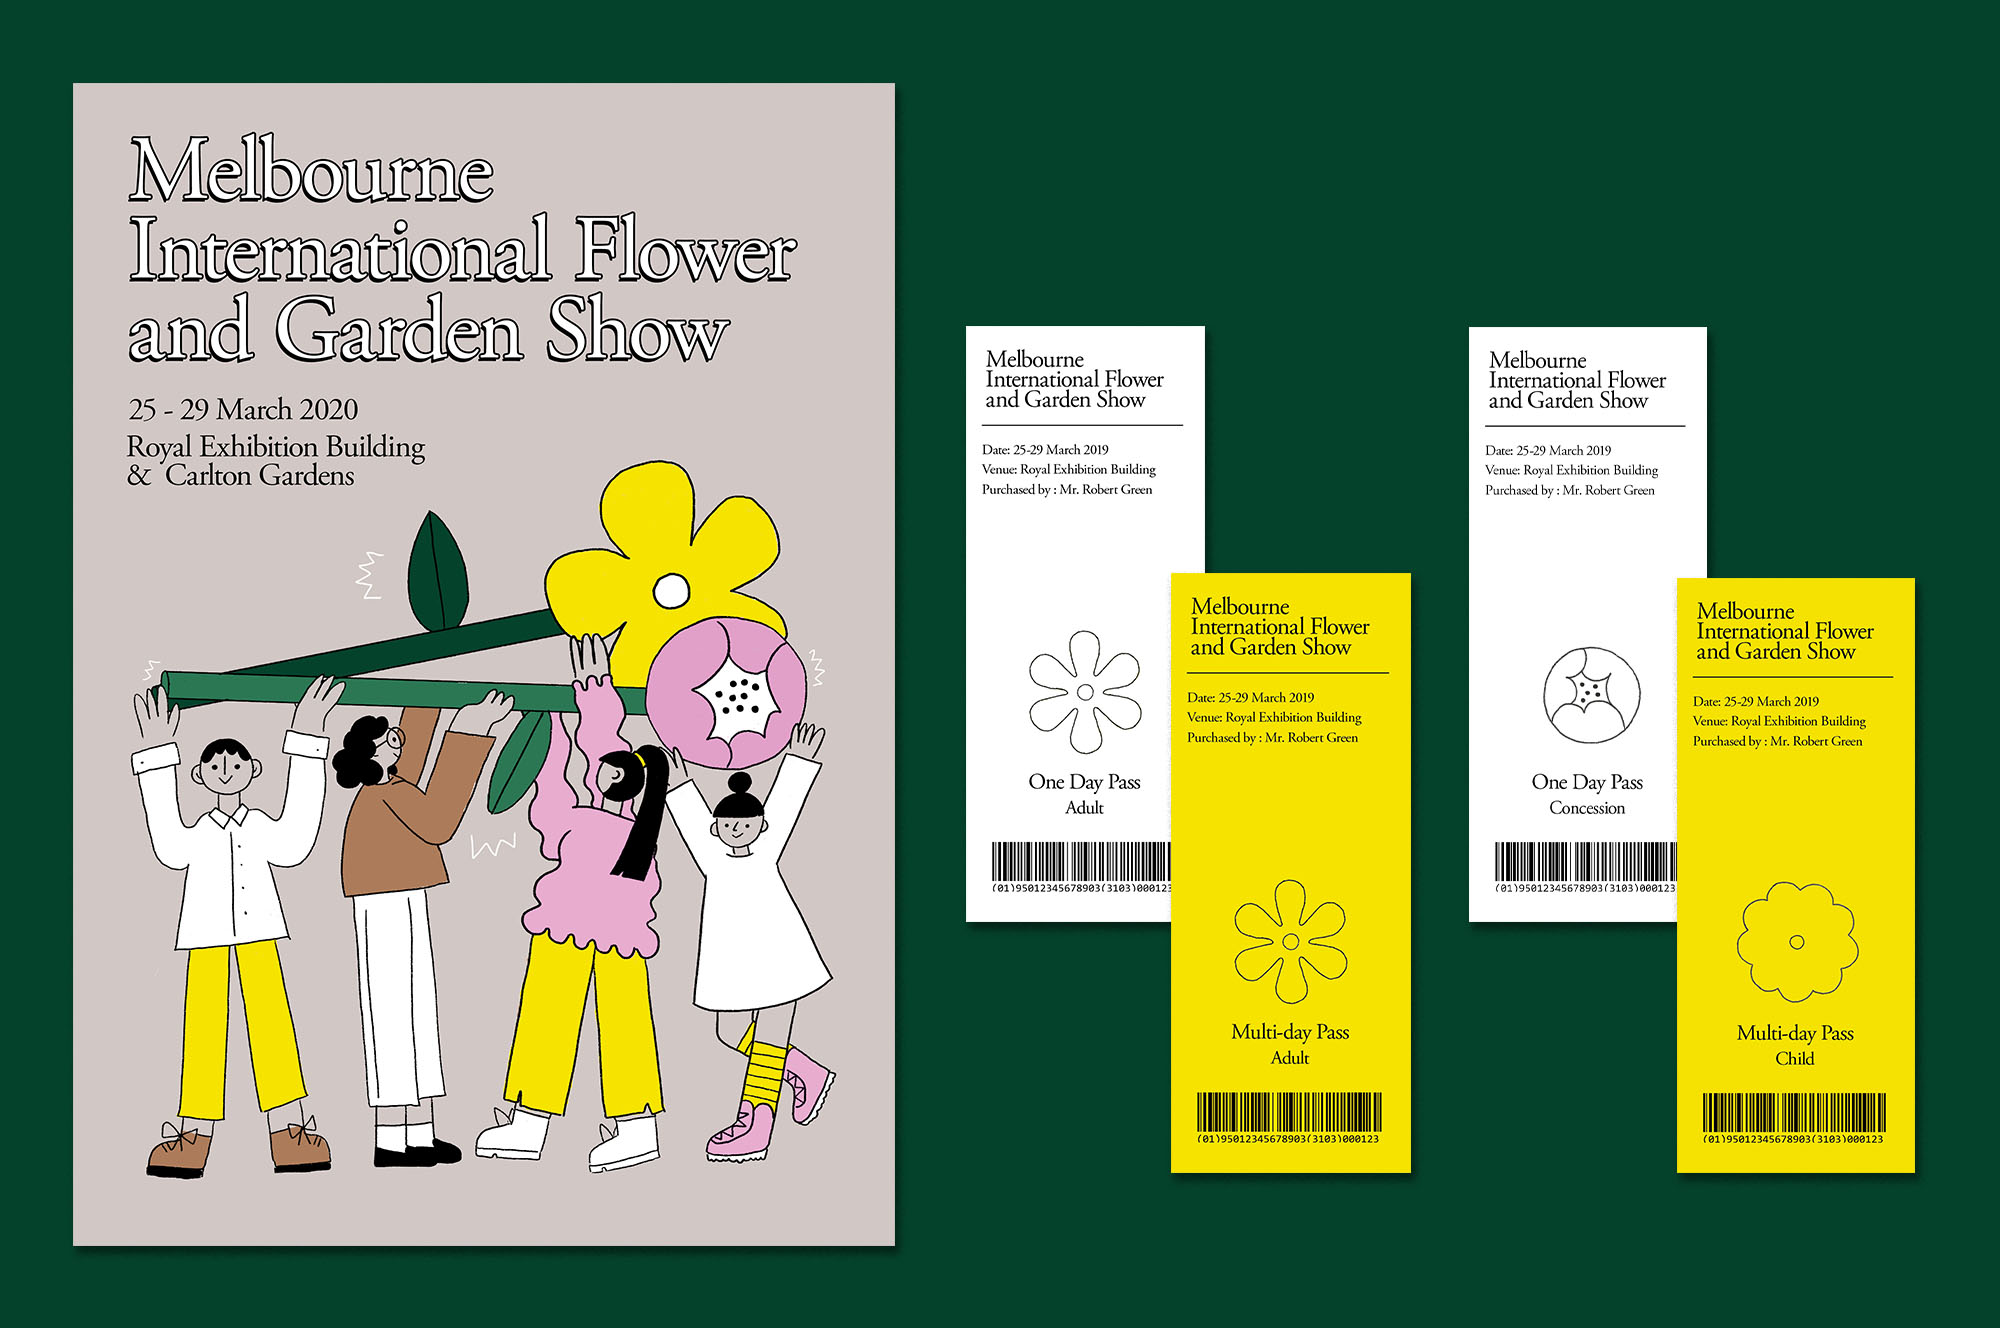 Melbourne
International Flower
and Garden Show
25 - 29 March 2020
Royal Exhibition Building
& Carlton Gardens
Melbourne
International Flower
and Garden Show
Date: 25-29 March 2019
Venue: Royal Exhibition Building
Purchased by : Mr. Robert Green
One Day Pass
Adult
(01)95012345678903(3103)000123
Melbourne
International Flower
and Garden Show
Date: 25-29 March 2019
Venue: Royal Exhibition Building
Purchased by : Mr. Robert Green
Multi-day Pass
Adult
(01)95012345678903(3103)000123
Melbourne
International Flower
and Garden Show
Date: 25-29 March 2019
Venue: Royal Exhibition Building
Purchased by : Mr. Robert Green
One Day Pass
Concession
(01)95012345678903(3103)000123
Melbourne
International Flower
and Garden Show
Date: 25-29 March 2019
Venue: Royal Exhibition Building
Purchased by : Mr. Robert Green
Multi-day Pass
Child
(01)95012345678903(3103)000123